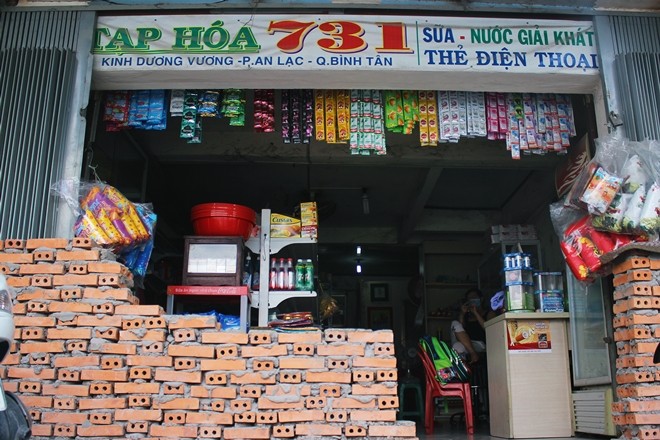 TẠP HÓA 731
KINH DƯƠNG VƯƠNG - P.AN LẠC - Q.BÌNH TÂN
SỮA - NƯỚC GIẢI KHÁT
THẺ ĐIỆN THOẠI